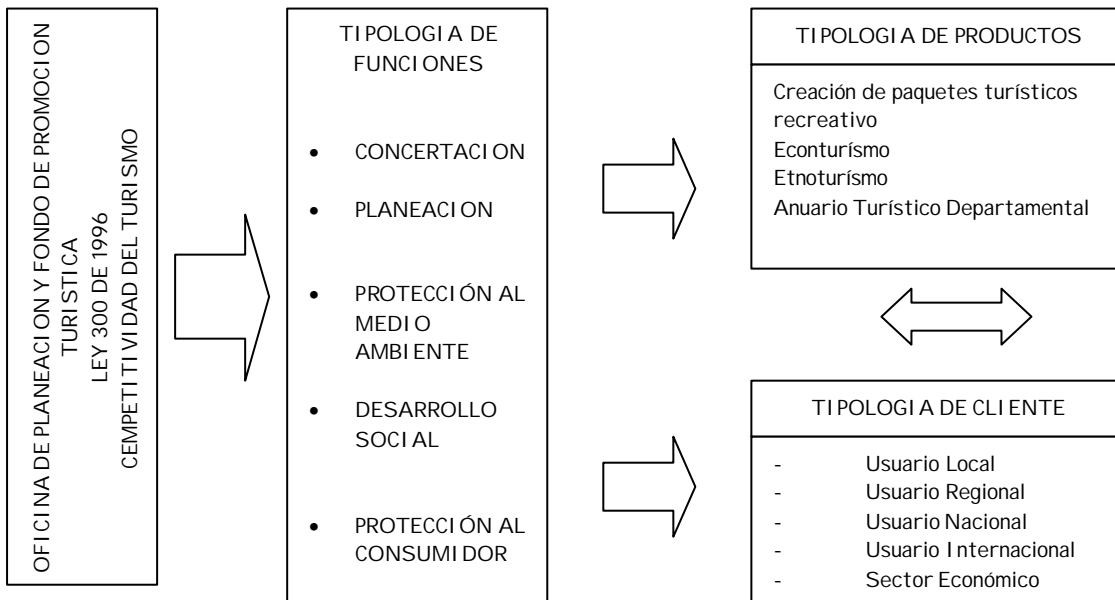 OFICINA DE PLANEACION Y FONDO DE PROMOCION
TURISTICA
LEY 300 DE 1996
CEMPETITIVIDAD DEL TURISMO
TIPOLOGIA DE
FUNCIONES
• CONCERTACION
• PLANEACION
• PROTECCIÓN AL
MEDIO
AMBIENTE
• DESARROLLO
SOCIAL
• PROTECCIÓN AL
CONSUMIDOR
TIPOLOGIA DE PRODUCTOS
Creación de paquetes turísticos
recreativo
Econturísmo
Etnoturísmo
Anuario Turístico Departamental
TIPOLOGIA DE CLIENTE
- Usuario Local
- Usuario Regional
- Usuario Nacional
- Usuario Internacional
- Sector Económico